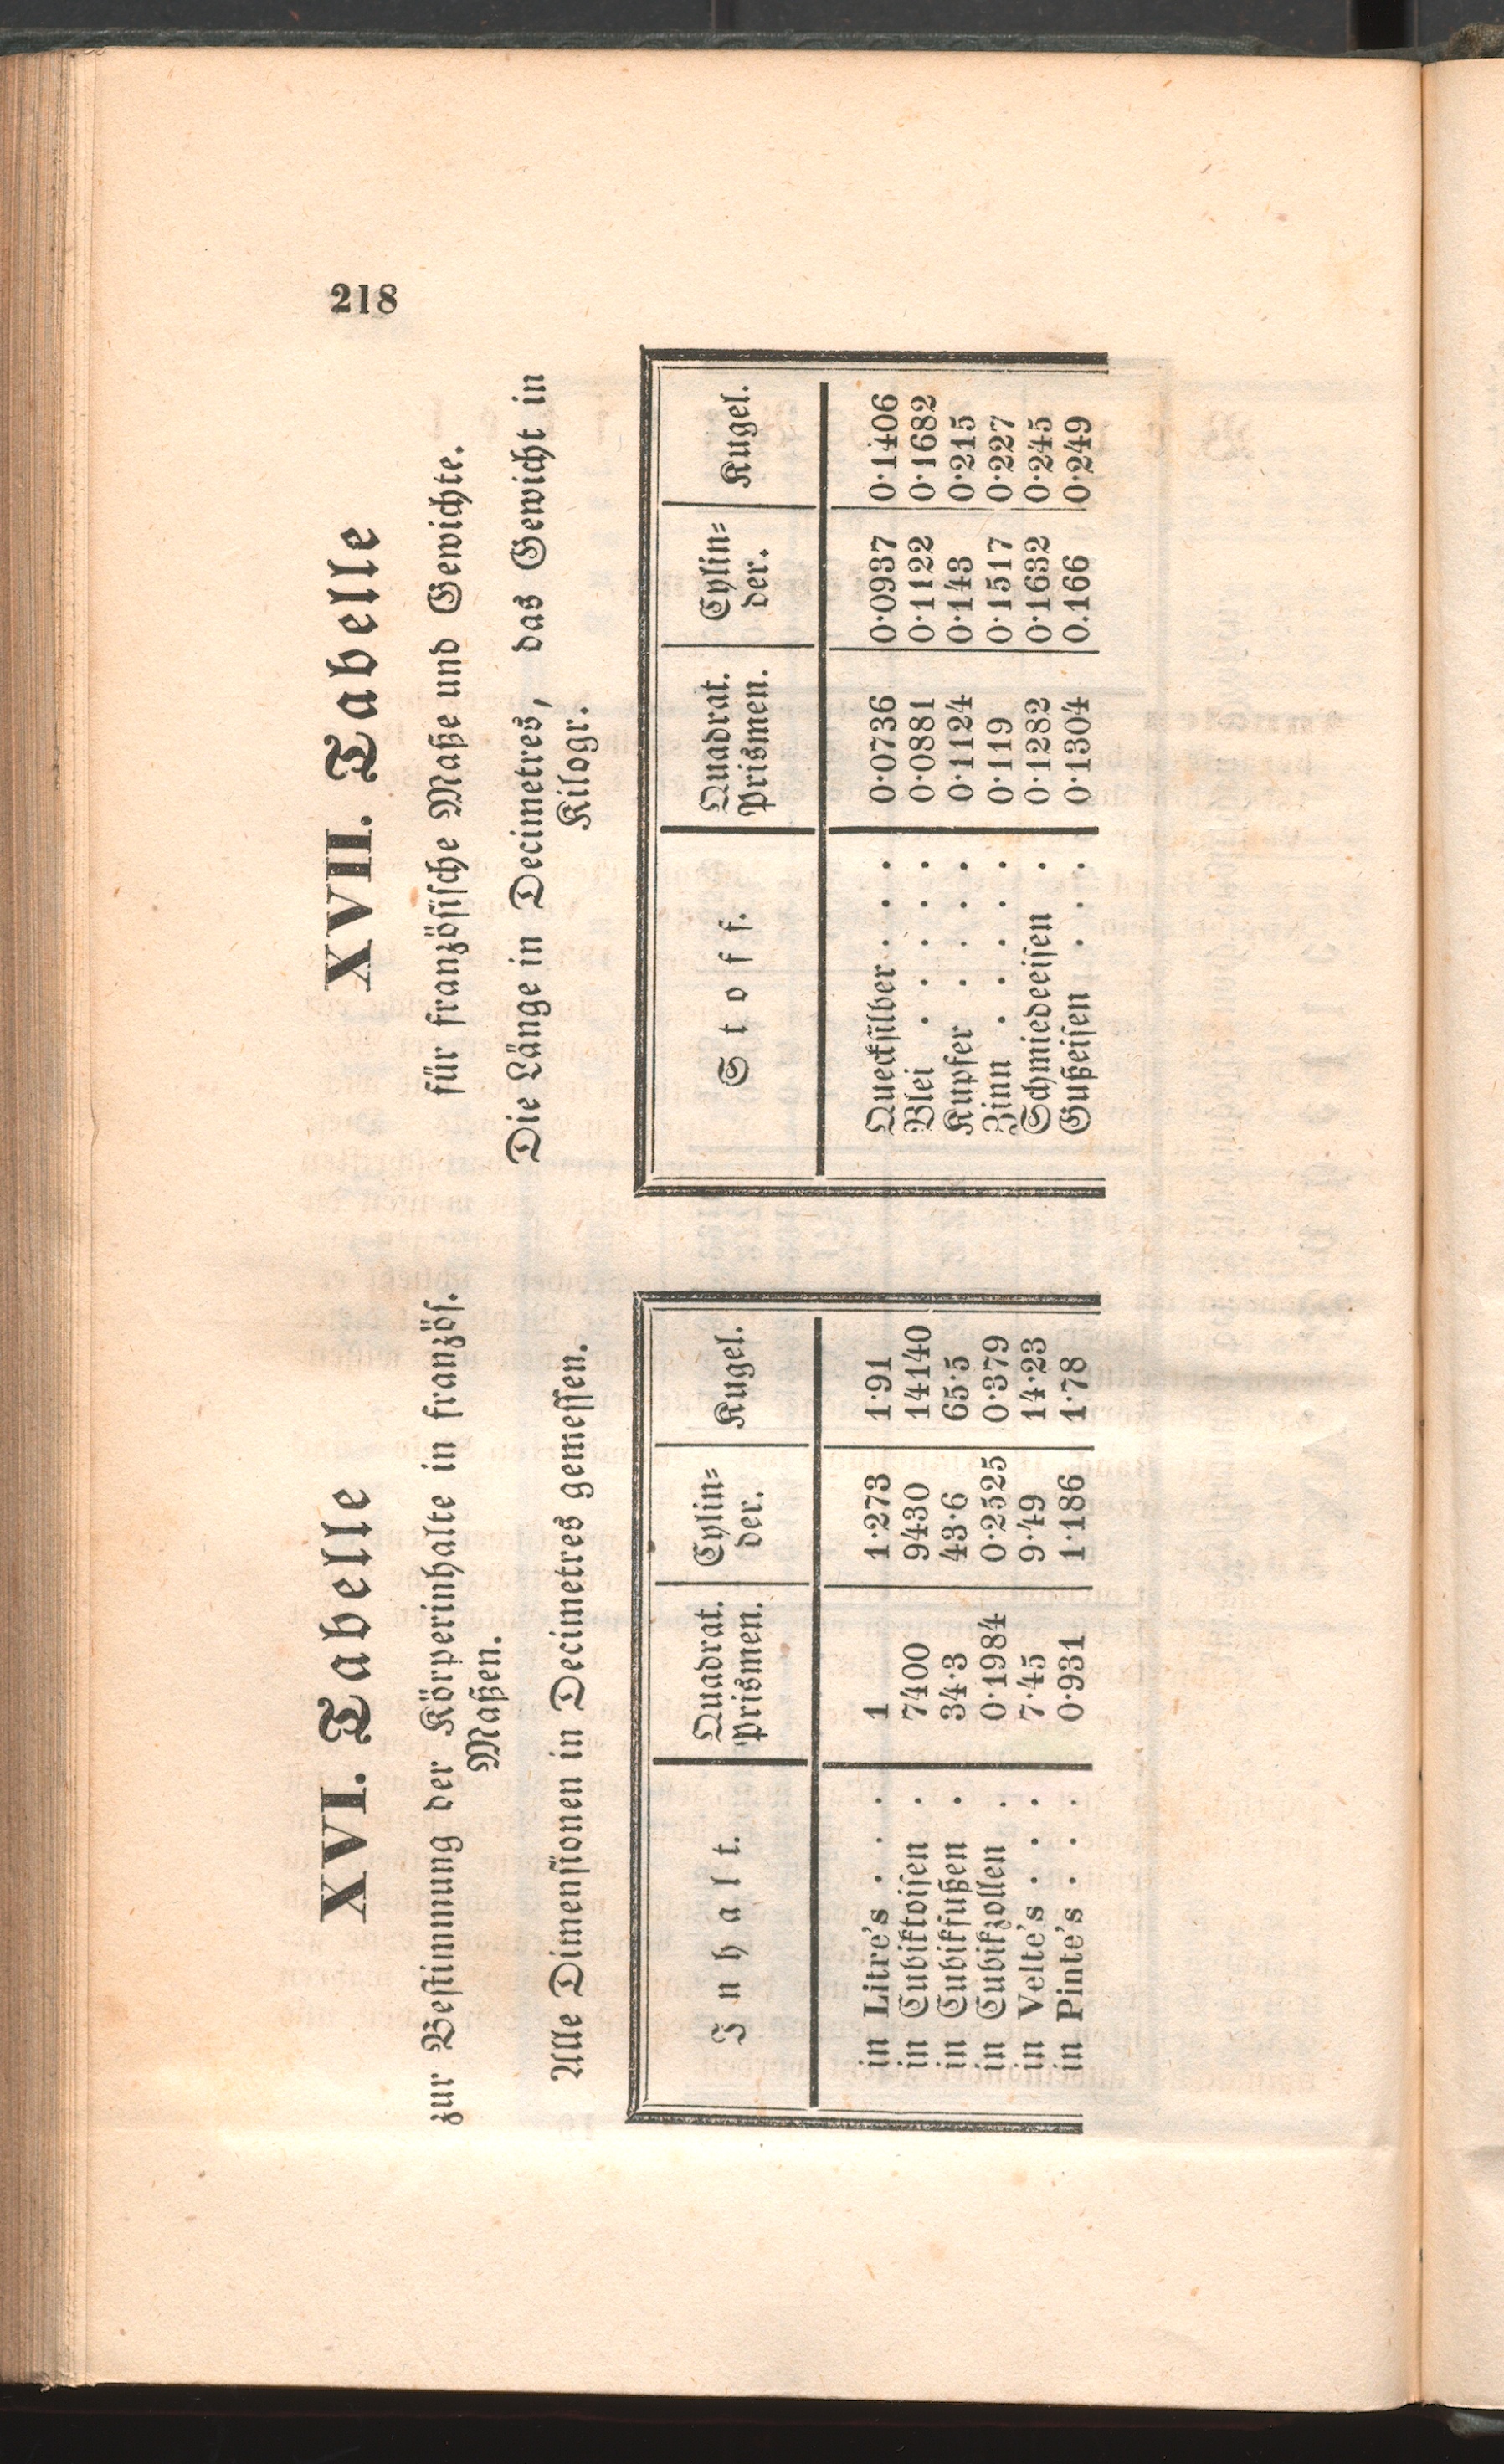 218
XVI. Tabelle
zur Bestimmung der Körperinhalte in französ.
Maßen.
Alle Dimensionen in Decimetres gemessen.
Inhalt. Quadrat. Prismen. Cylin= der. Kugel.
in Litre's . . . 1 1·273 1·91
in Cubiktoisen . 7400 9430 14140
in Cubikfußen . 34·3 43·6 65·5
in Cubikzollen . 0·1984 0·2525 0·379
in Velte's . . . 7·45 9·49 14·23
in Pinte's . . . 0·931 1·186 1·78
XVII. Tabelle
für französische Maße und Gewichte.
Die Länge in Decimetres, das Gewicht in
Kilogr.
Stoff. Quadrat. Prismen. Cylin= der. Kugel.
Quecksilber . . . 0·0736 0·0937 0·1406
Blei . . . . . 0·0881 0·1122 0·1682
Kupfer . . . . 0·1124 0·143 0·215
Zinn . . . . . 0·119 0·1517 0·227
Schmiedeeisen . 0·1282 0·1632 0·245
Gußeisen . . . 0·1304 0.166 0·249